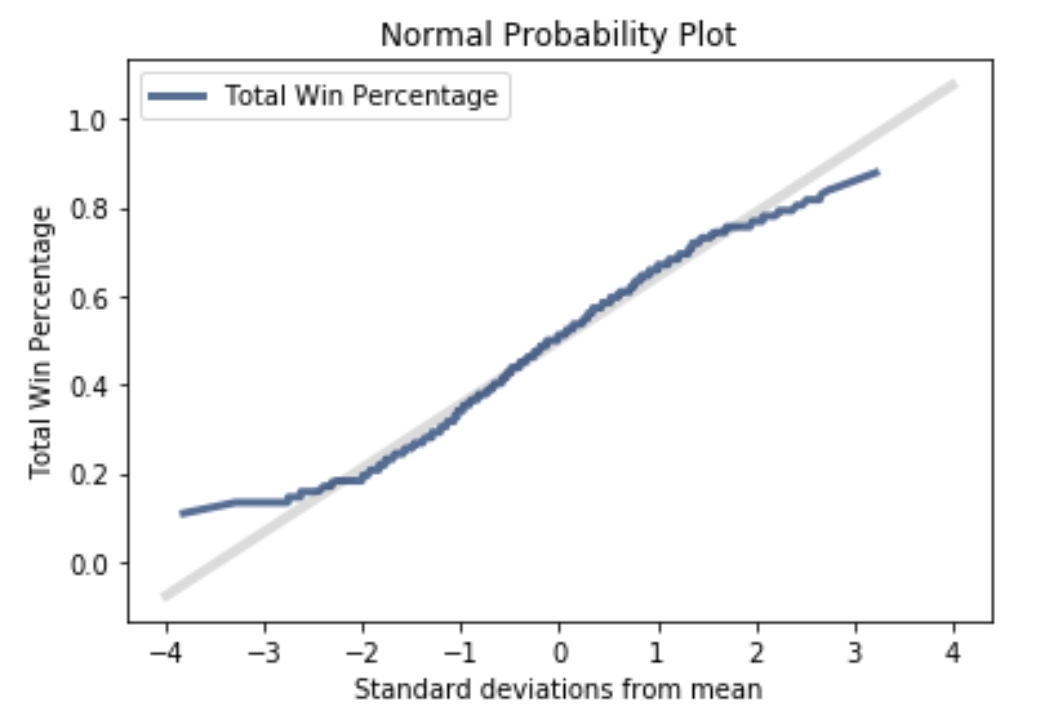 Normal Probability Plot
Total Win Percentage
Total Win Percentage
1.0
0.8
0.6
0.4
0.2
0.0
−4 −3 −2 −1 0 1 2 3 4
Standard deviations from mean